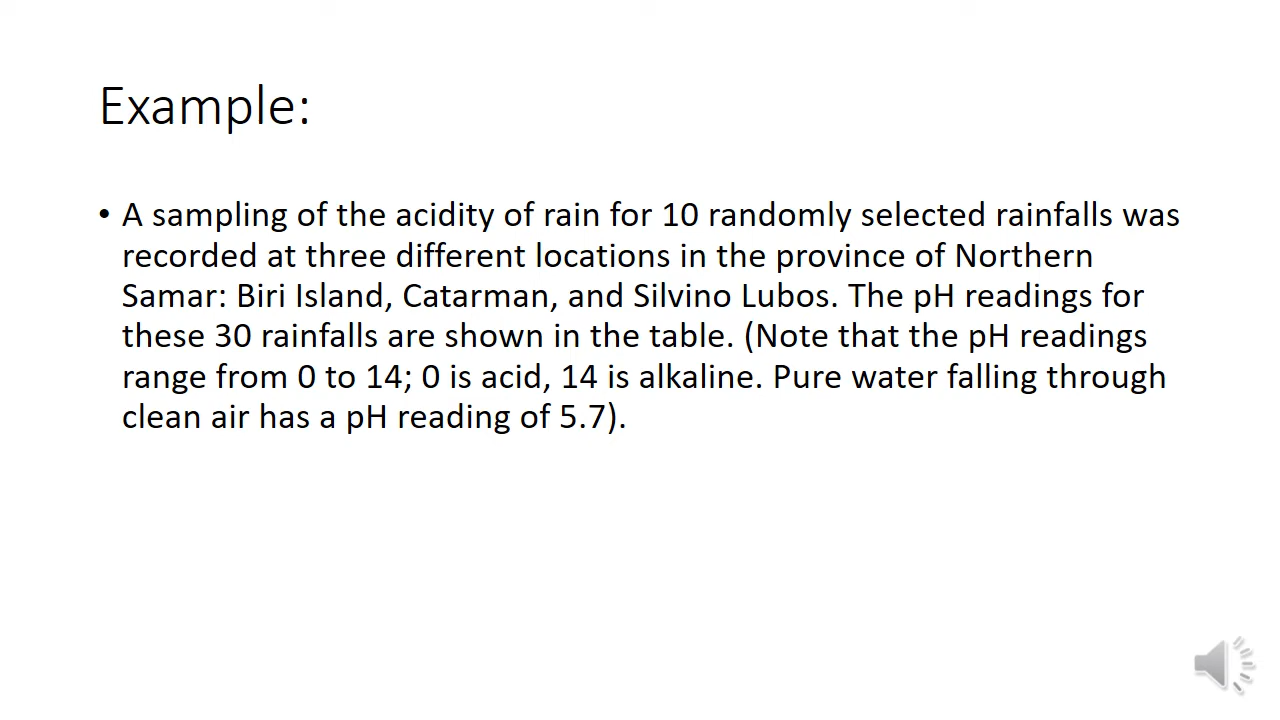 Example:
• A sampling of the acidity of rain for 10 randomly selected rainfalls was
recorded at three different locations in the province of Northern
Samar: Biri Island, Catarman, and Silvino Lubos. The pH readings for
these 30 rainfalls are shown in the table. (Note that the pH readings
range from 0 to 14; 0 is acid, 14 is alkaline. Pure water falling through
clean air has a pH reading of 5.7).